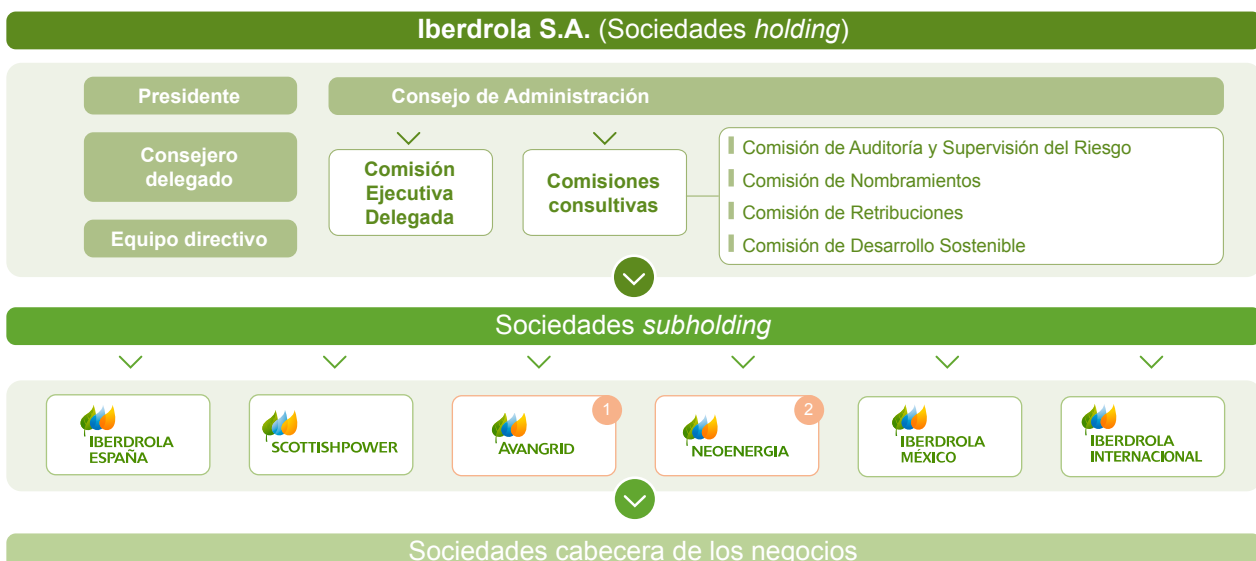 Iberdrola S.A. (Sociedades holding)
Presidente
Consejo de Administración
Consejero
delegado
Equipo directivo
Comisión
Ejecutiva
Delegada
Comisiones
consultivas
Comisión de Auditoría y Supervisión del Riesgo
Comisión de Nombramientos
Comisión de Retribuciones
Comisión de Desarrollo Sostenible
Sociedades subholding
IBERDROLA
ESPAÑA
SCOTTISHPOWER
1
AVANGRID
2
NEOENERGIA
IBERDROLA
MÉXICO
IBERDROLA
INTERNACIONAL
Sociedades cabecera de los negocios